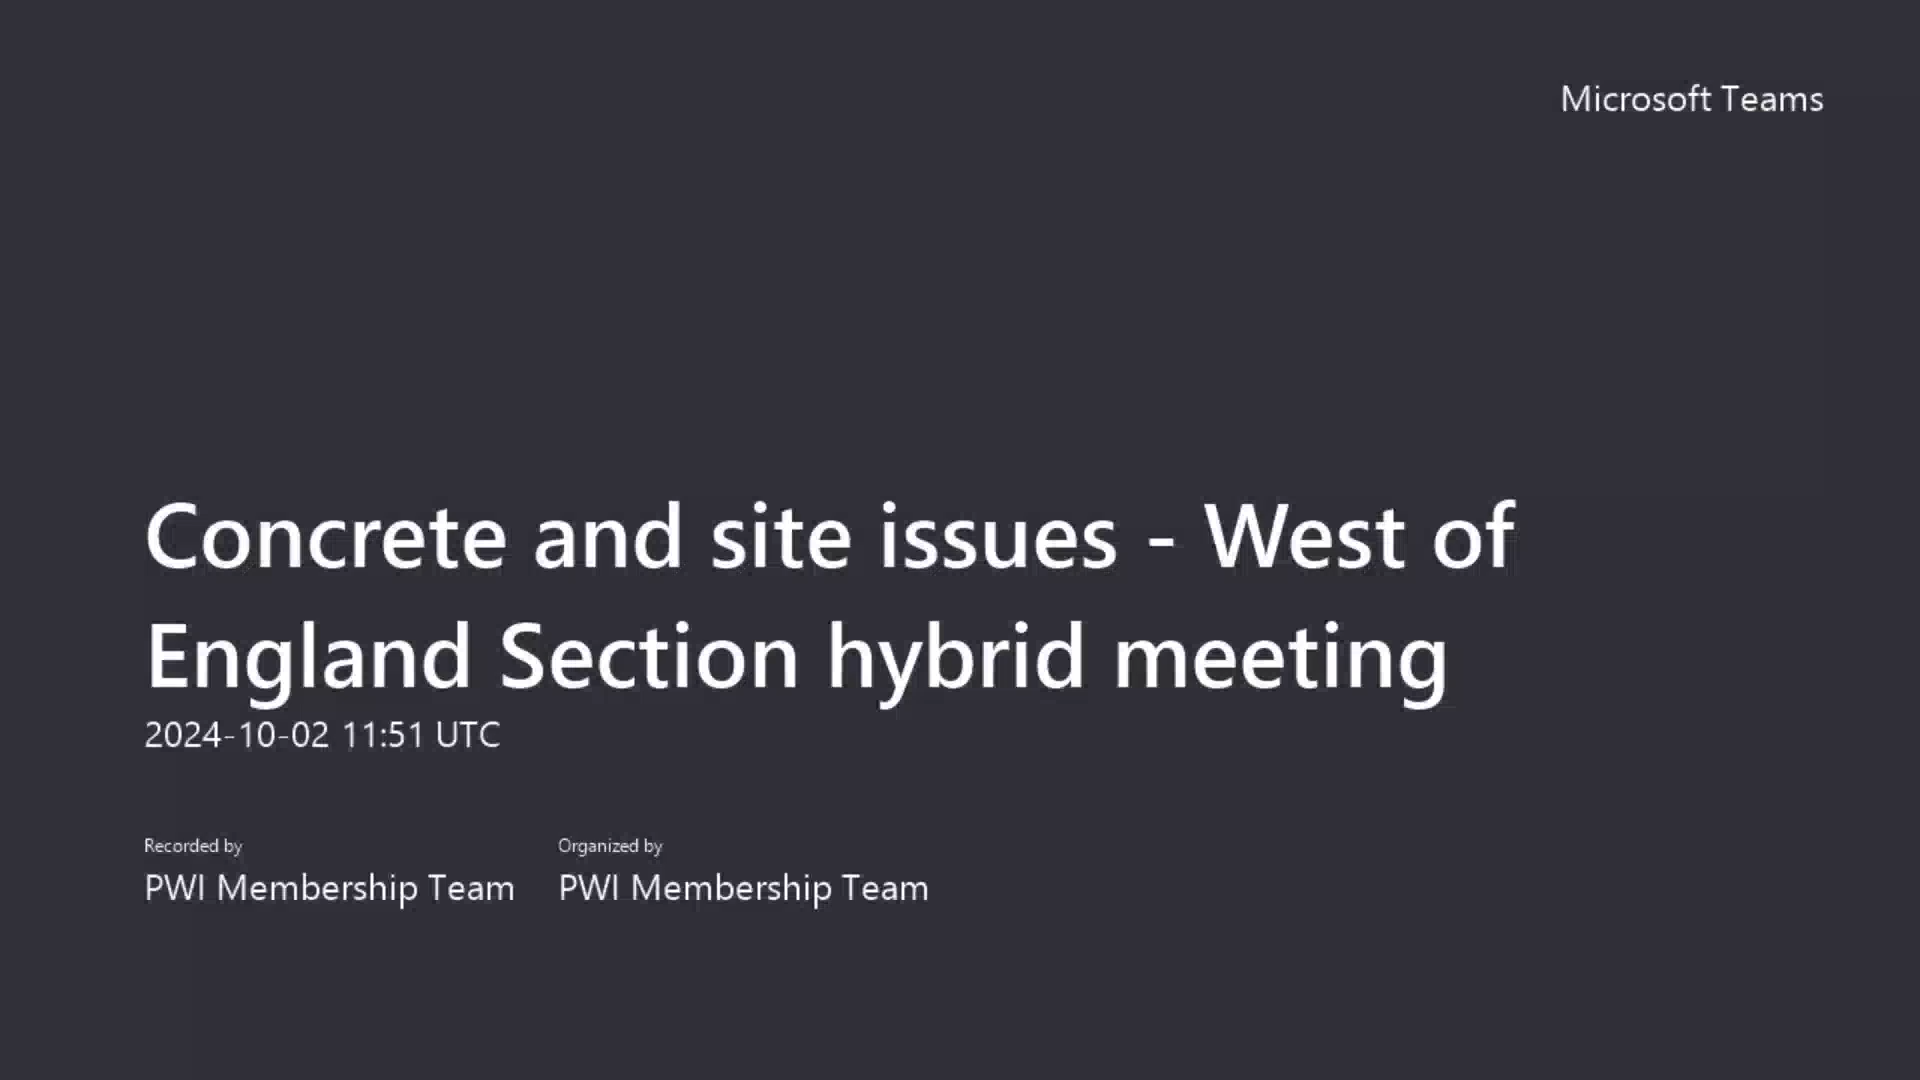 Microsoft Teams
Concrete and site issues - West of
England Section hybrid meeting
2024-10-02 11:51 UTC
Recorded by
PWI Membership Team
Organized by
PWI Membership Team